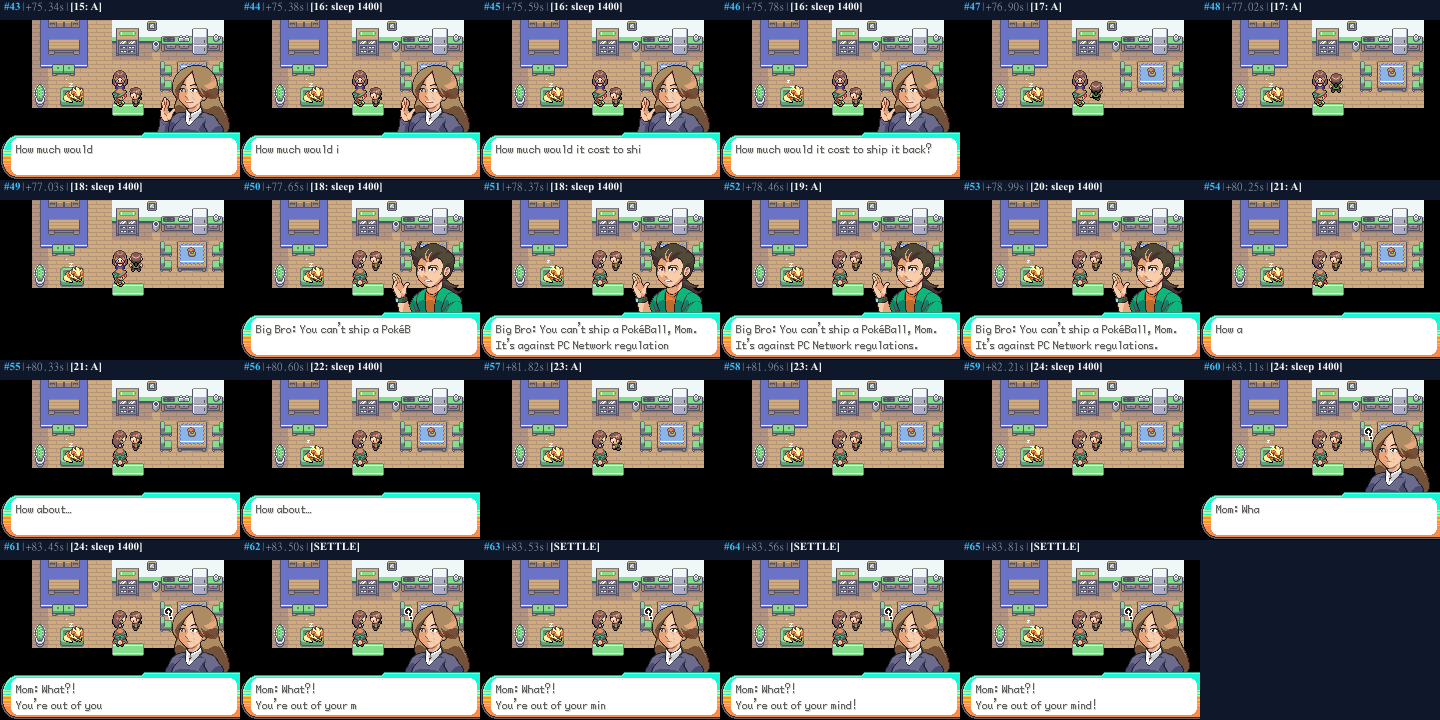 #43|+75.34s|[15: A]
#44|+75.38s|[16: sleep 1400]
#45|+75.59s|[16: sleep 1400]
#46|+75.78s|[16: sleep 1400]
#47|+76.90s|[17: A]
#48|+77.02s|[17: A]
How much would
How much would i
How much would it cost to shi
How much would it cost to ship it back?
#49|+77.03s|[18: sleep 1400]
#50|+77.65s|[18: sleep 1400]
#51|+78.37s|[18: sleep 1400]
#52|+78.46s|[19: A]
#53|+78.99s|[20: sleep 1400]
#54|+80.25s|[21: A]
Big Bro: You can't ship a PokéB
Big Bro: You can't ship a PokéBall, Mom.
It's against PC Network regulation
Big Bro: You can't ship a PokéBall, Mom.
It's against PC Network regulations.
Big Bro: You can't ship a PokéBall, Mom.
It's against PC Network regulations.
How a
#55|+80.33s|[21: A]
#56|+80.60s|[22: sleep 1400]
#57|+81.82s|[23: A]
#58|+81.96s|[23: A]
#59|+82.21s|[24: sleep 1400]
#60|+83.11s|[24: sleep 1400]
How about...
How about...
Mom: Wha
#61|+83.45s|[24: sleep 1400]
#62|+83.50s|[SETTLE]
#63|+83.53s|[SETTLE]
#64|+83.56s|[SETTLE]
#65|+83.81s|[SETTLE]
Mom: What?!
You're out of you
Mom: What?!
You're out of your m
Mom: What?!
You're out of your min
Mom: What?!
You're out of your mind!
Mom: What?!
You're out of your mind!